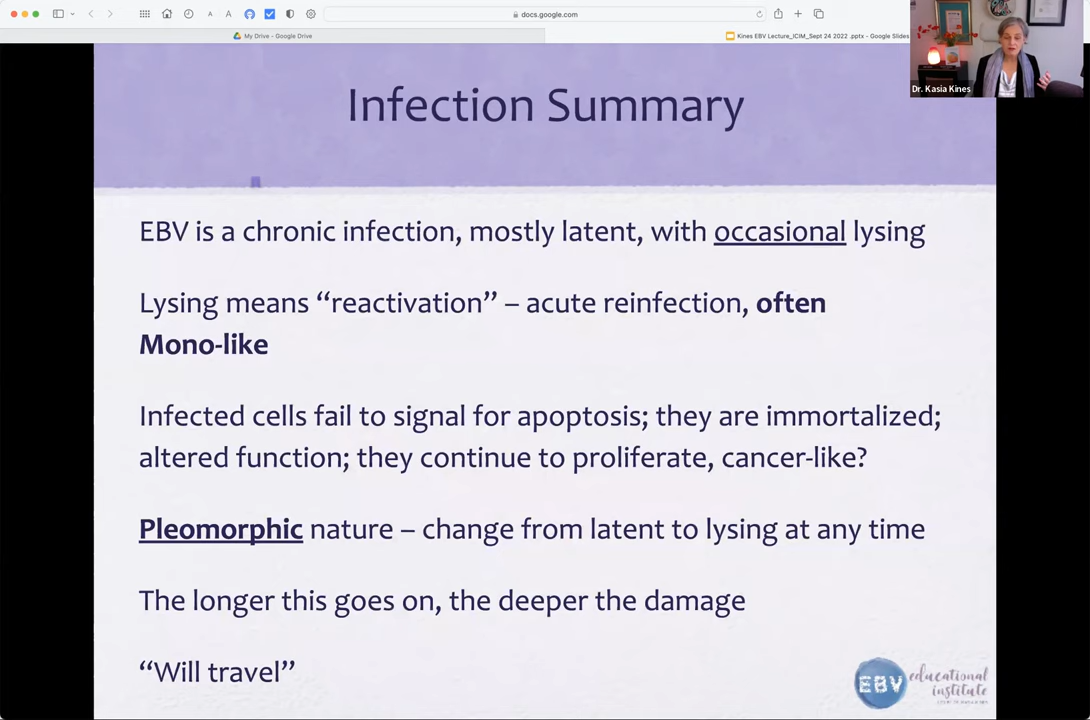 A A
docs.google.com
My Drive - Google Drive
Kines EBV Lecture_ICIM_Sept 24 2022 .pptx - Google Slides
Dr. Kasia Kines
Infection Summary
EBV is a chronic infection, mostly latent, with occasional lysing
Lysing means “reactivation” – acute reinfection, often
Mono-like
Infected cells fail to signal for apoptosis; they are immortalized;
altered function; they continue to proliferate, cancer-like?
Pleomorphic nature – change from latent to lysing at any time
The longer this goes on, the deeper the damage
“Will travel”
EBV educational
institute